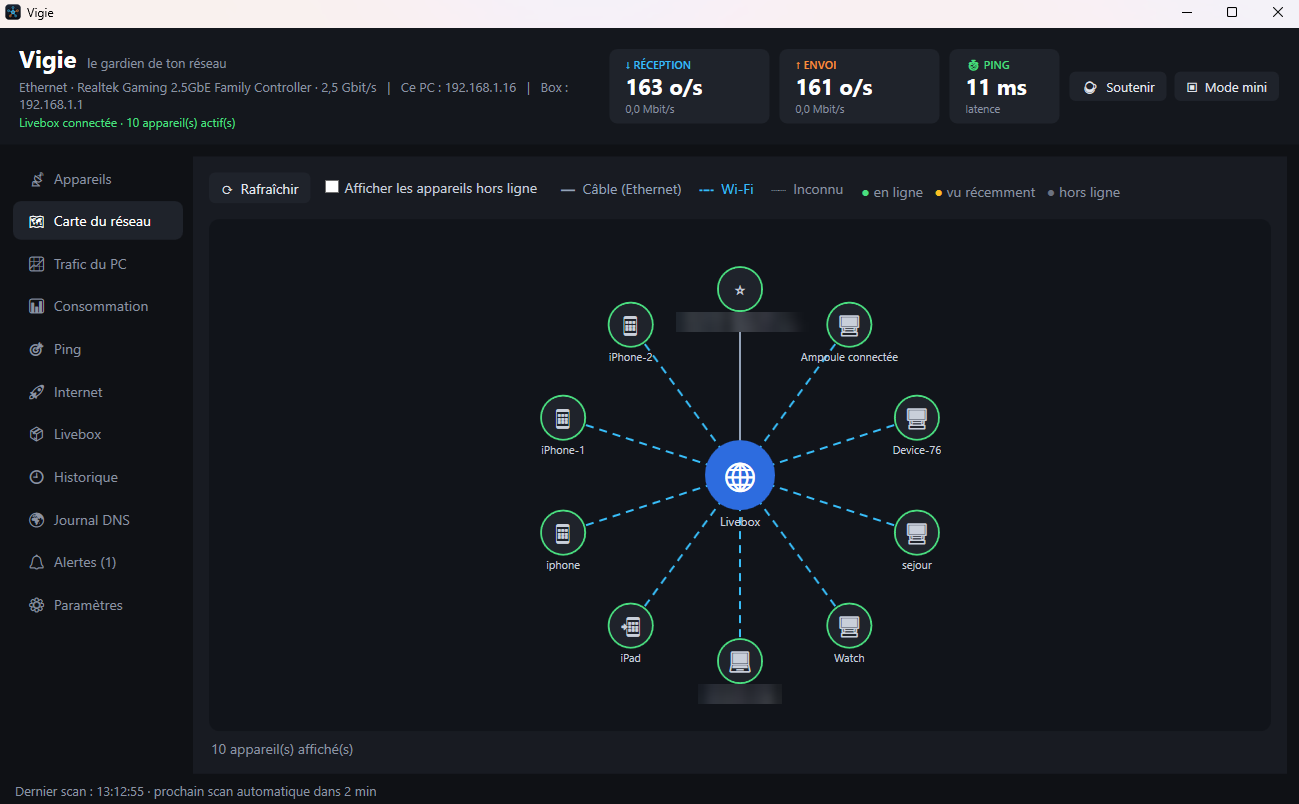 Vigie
Vigie le gardien de ton réseau
Ethernet · Realtek Gaming 2.5GbE Family Controller · 2,5 Gbit/s | Ce PC : 192.168.1.16 | Box :
192.168.1.1
Livebox connectée · 10 appareil(s) actif(s)
↓ RÉCEPTION
163 o/s
0,0 Mbit/s
↑ ENVOI
161 o/s
0,0 Mbit/s
PING
11 ms
latence
Soutenir
Mode mini
Appareils
Carte du réseau
Trafic du PC
Consommation
Ping
Internet
Livebox
Historique
Journal DNS
Alertes (1)
Paramètres
Rafraîchir
Afficher les appareils hors ligne
Câble (Ethernet)
Wi-Fi
Inconnu
en ligne
vu récemment
hors ligne
iPhone-2
Ampoule connectée
iPhone-1
Device-76
Livebox
iphone
sejour
iPad
Watch
10 appareil(s) affiché(s)
Dernier scan : 13:12:55 · prochain scan automatique dans 2 min